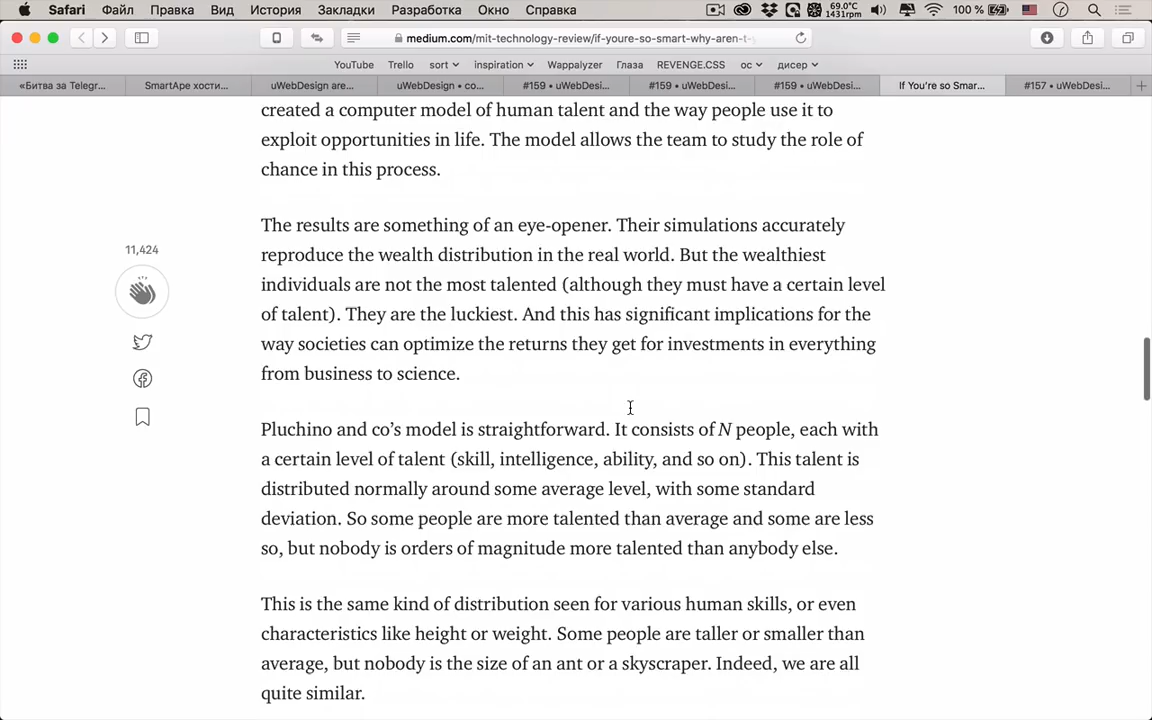 Safari Файл Правка Вид История Закладки Разработка Окно Справка 69.0°C 1431rpm 100 %
medium.com/mit-technology-review/if-youre-so-smart-why-aren-t-y
YouTube Trello sort inspiration Wappalyzer Глаза REVENGE.CSS ос дисер
«Битва за Telegr... SmartApe хости... uWebDesign are... uWebDesign • co... #159 • uWebDesi... #159 • uWebDesi... #159 • uWebDesi... If You're so Smar... #157 • uWebDesi...
created a computer model of human talent and the way people use it to
exploit opportunities in life. The model allows the team to study the role of
chance in this process.
The results are something of an eye-opener. Their simulations accurately
reproduce the wealth distribution in the real world. But the wealthiest
individuals are not the most talented (although they must have a certain level
of talent). They are the luckiest. And this has significant implications for the
way societies can optimize the returns they get for investments in everything
from business to science.
11,424
Pluchino and co’s model is straightforward. It consists of N people, each with
a certain level of talent (skill, intelligence, ability, and so on). This talent is
distributed normally around some average level, with some standard
deviation. So some people are more talented than average and some are less
so, but nobody is orders of magnitude more talented than anybody else.
This is the same kind of distribution seen for various human skills, or even
characteristics like height or weight. Some people are taller or smaller than
average, but nobody is the size of an ant or a skyscraper. Indeed, we are all
quite similar.